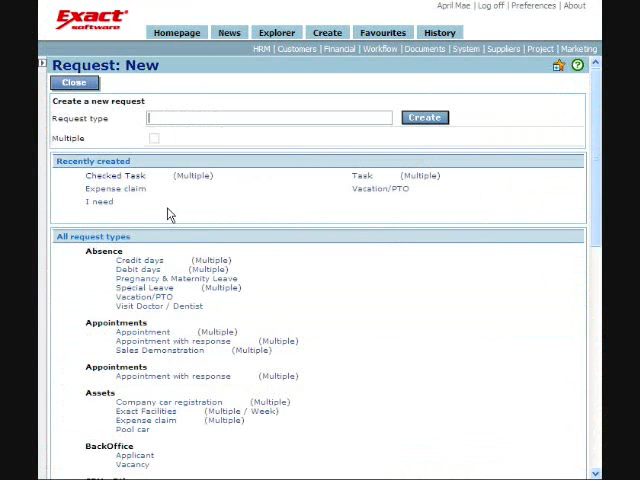 April Mae | Log off | Preferences | About
Exact software
Homepage News Explorer Create Favourites History
HRM | Customers | Financial | Workflow | Documents | System | Suppliers | Project | Marketing
Request: New
Close
Create a new request
Request type Create
Multiple
Recently created
Checked Task (Multiple) Task (Multiple)
Expense claim Vacation/PTO
I need
All request types
Absence
Credit days (Multiple)
Debit days (Multiple)
Pregnancy & Maternity Leave
Special Leave (Multiple)
Vacation/PTO
Visit Doctor / Dentist
Appointments
Appointment (Multiple)
Appointment with response (Multiple)
Sales Demonstration (Multiple)
Appointments
Appointment with response (Multiple)
Assets
Company car registration (Multiple)
Exact Facilities (Multiple / Week)
Expense claim (Multiple)
Pool car
BackOffice
Applicant
Vacancy